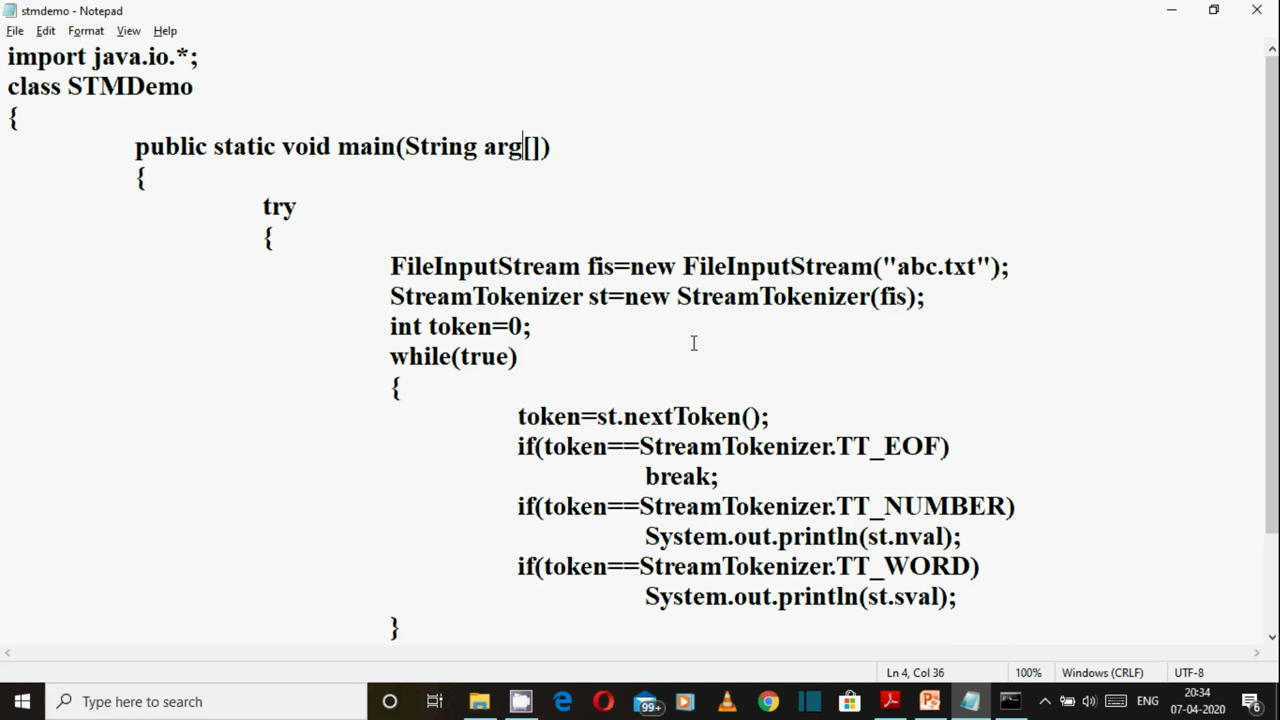 stmdemo - Notepad
File Edit Format View Help
import java.io.*;
class STMDemo
{
public static void main(String arg[])
{
try
{
FileInputStream fis=new FileInputStream("abc.txt");
StreamTokenizer st=new StreamTokenizer(fis);
int token=0;
while(true)
{
token=st.nextToken();
if(token==StreamTokenizer.TT_EOF)
break;
if(token==StreamTokenizer.TT_NUMBER)
System.out.println(st.nval);
if(token==StreamTokenizer.TT_WORD)
System.out.println(st.sval);
}
Ln 4, Col 36 100% Windows (CRLF) UTF-8
Type here to search 99+ ENG 20:34
07-04-2020 6